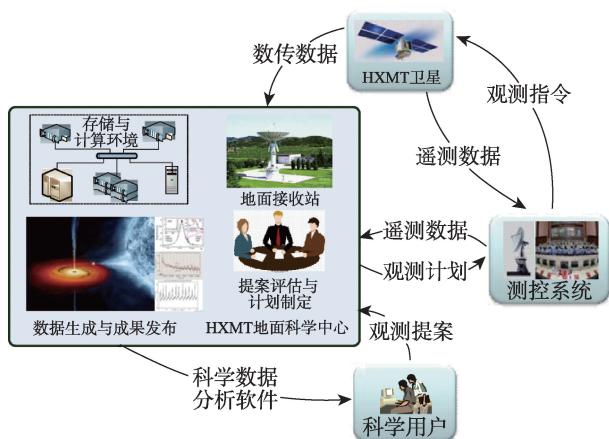 数传数据
HXMT卫星
观测指令
存储与
计算环境
遥测数据
地面接收站
遥测数据
观测计划
测控系统
提案评估与
计划制定
数据生成与成果发布
HXMT地面科学中心
观测提案
科学数据
分析软件
科学用户